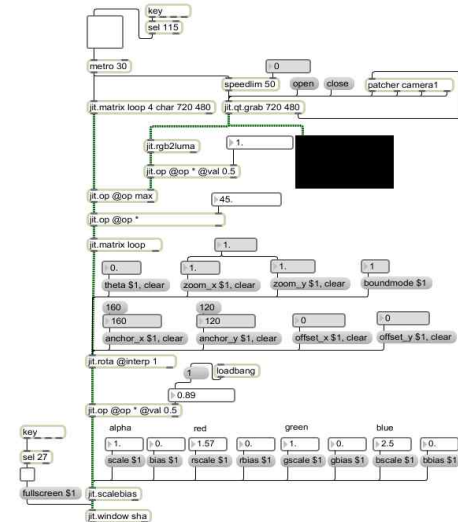 key
sel 115
metro 30
0
speedlim 50
open
close
patcher camera1
jit.matrix loop 4 char 720 480
jit.qt.grab 720 480
jit.rgb2luma
1.
jit.op @op * @val 0.5
jit.op @op max
45.
jit.op @op *
jit.matrix loop
1.
0.
1.
1.
1
theta $1, clear
zoom_x $1, clear
zoom_y $1, clear
boundmode $1
160
120
160
120
0
0
anchor_x $1, clear
anchor_y $1, clear
offset_x $1, clear
offset_y $1, clear
jit.rota @interp 1
1
loadbang
0.89
jit.op @op * @val 0.5
key
alpha
red
green
blue
1.
0.
1.57
0.
1.
0.
2.5
0.
sel 27
scale $1
bias $1
rscale $1
rbias $1
gscale $1
gbias $1
bscale $1
bbias $1
fullscreen $1
jit.scalebias
jit.window sha